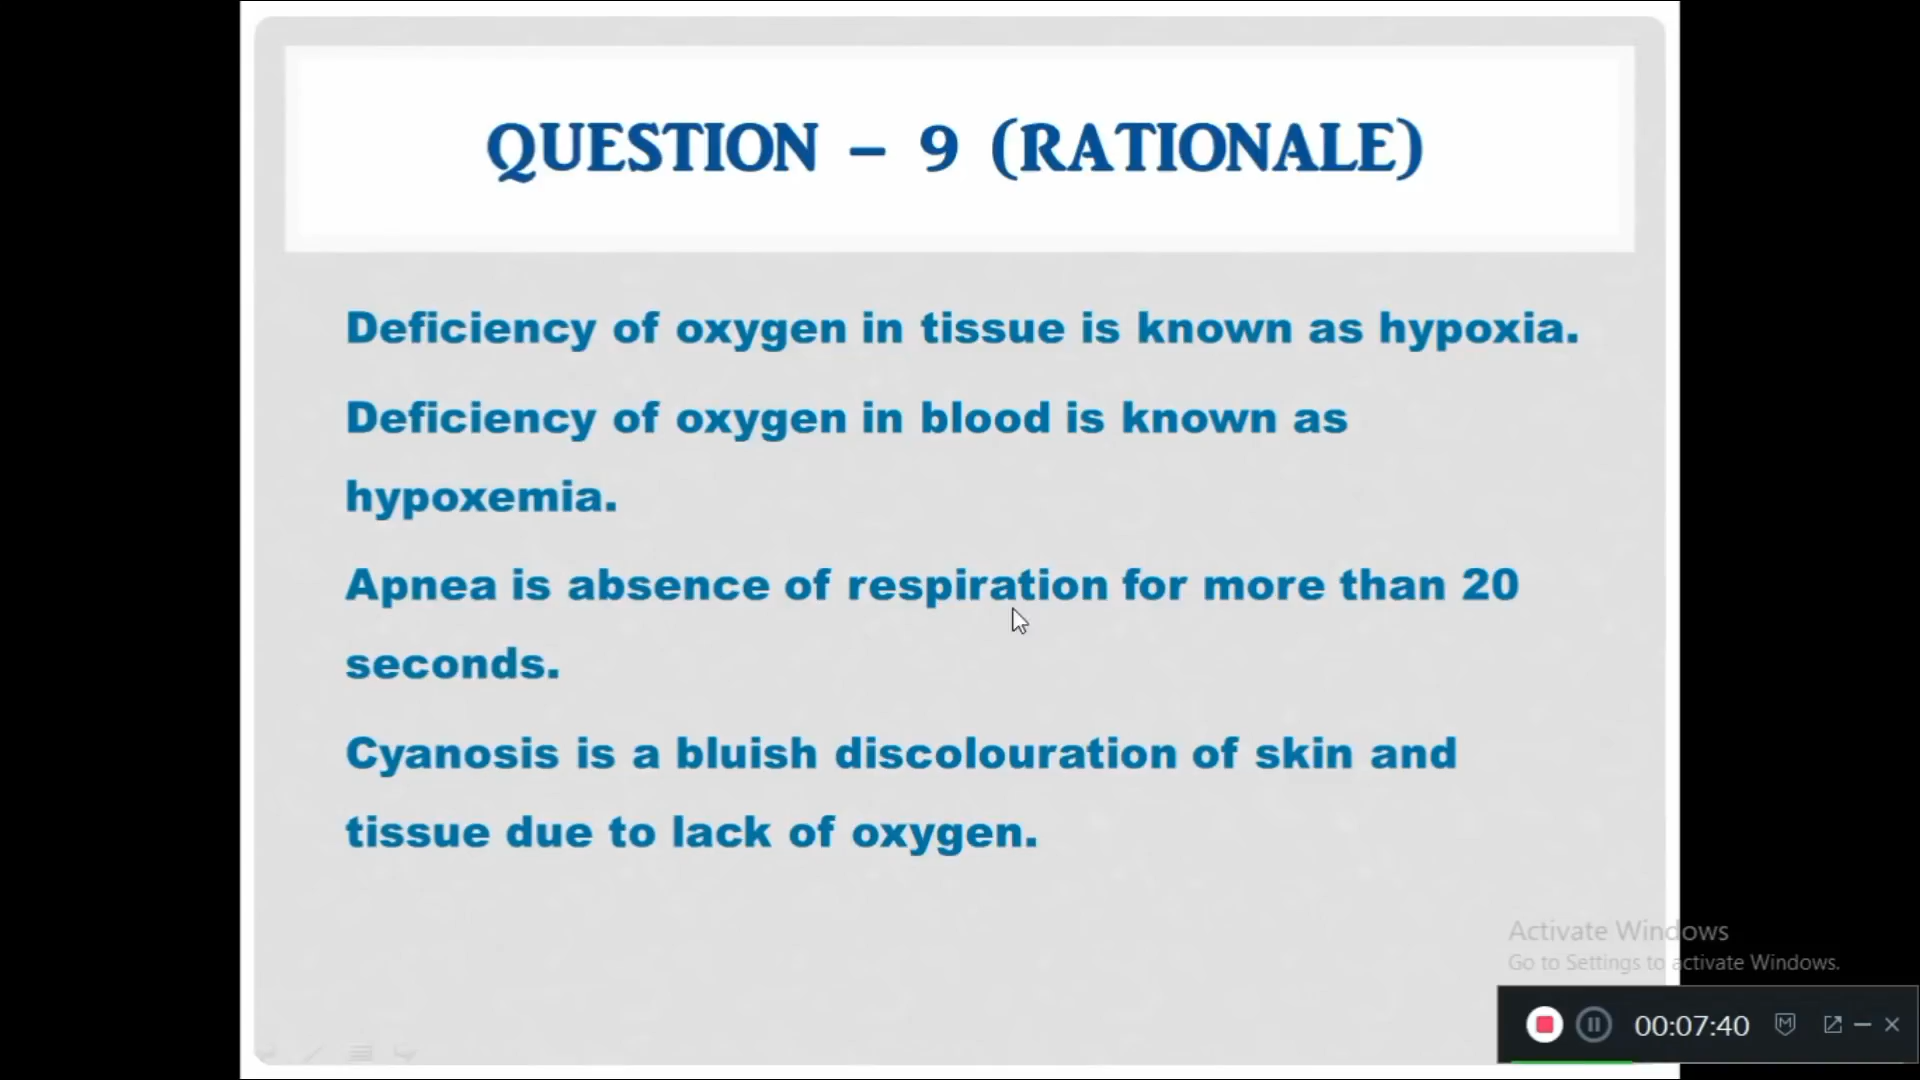 QUESTION – 9 (RATIONALE)
Deficiency of oxygen in tissue is known as hypoxia.
Deficiency of oxygen in blood is known as
hypoxemia.
Apnea is absence of respiration for more than 20
seconds.
Cyanosis is a bluish discolouration of skin and
tissue due to lack of oxygen.
Activate Windows
Go to Settings to activate Windows.
00:07:40